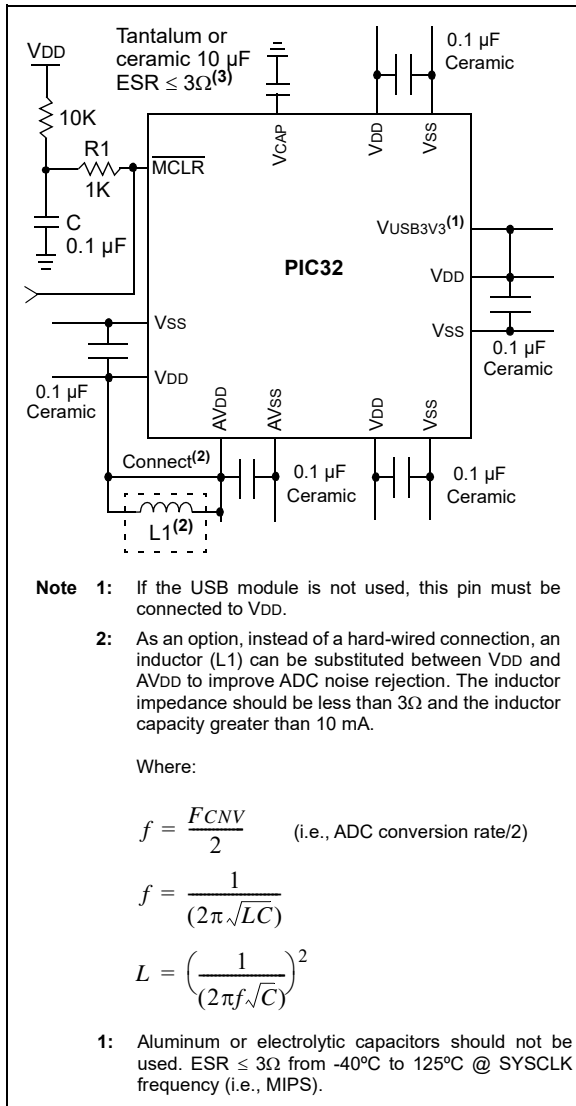 Tantalum or
ceramic 10 µF
ESR ≤ 3Ω(3)
0.1 µF
Ceramic
VDD
10K
R1
1K
C
0.1 µF
MCLR
VCAP
VDD
VSS
VUSB3V3(1)
PIC32
VDD
VSS
0.1 µF
Ceramic
VSS
VDD
0.1 µF
Ceramic
AVDD
AVSS
VDD
VSS
Connect(2)
0.1 µF
Ceramic
0.1 µF
Ceramic
L1(2)
Note 1: If the USB module is not used, this pin must be
connected to VDD.
2: As an option, instead of a hard-wired connection, an
inductor (L1) can be substituted between VDD and
AVDD to improve ADC noise rejection. The inductor
impedance should be less than 3Ω and the inductor
capacity greater than 10 mA.
Where:
f = FCNV / 2 (i.e., ADC conversion rate/2)
f = 1 / (2π√LC)
L = (1 / (2πf√C))²
1: Aluminum or electrolytic capacitors should not be
used. ESR ≤ 3Ω from -40ºC to 125ºC @ SYSCLK
frequency (i.e., MIPS).